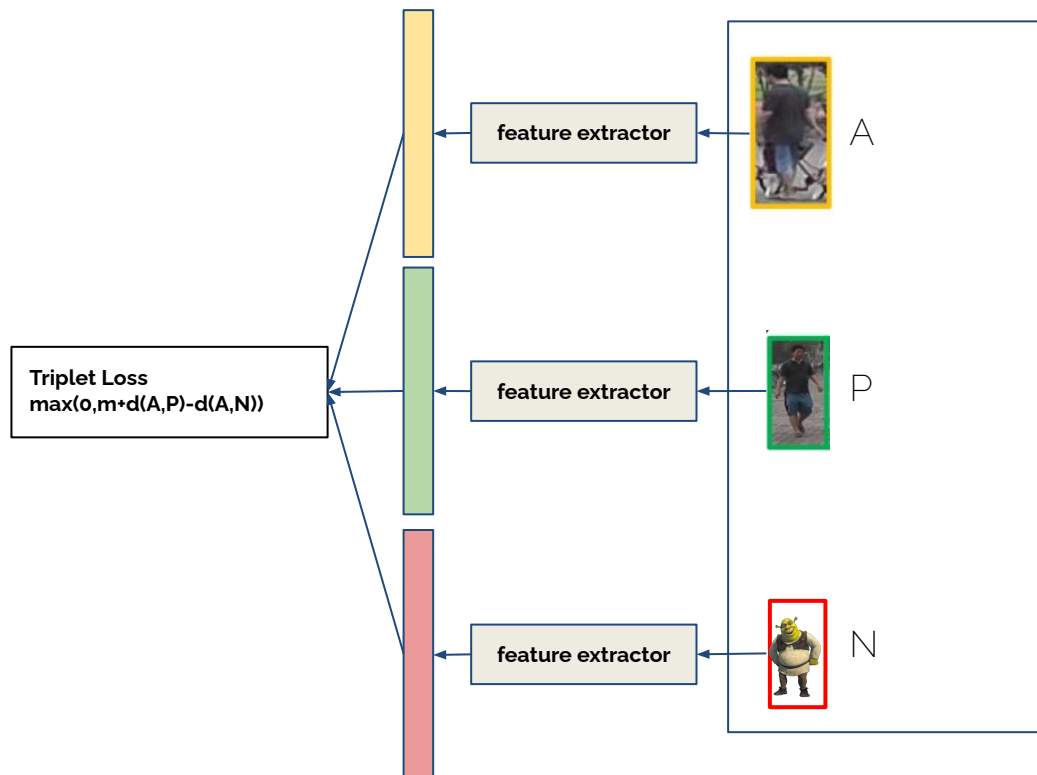 feature extractor
A
Triplet Loss
max(0,m+d(A,P)-d(A,N))
feature extractor
P
feature extractor
N